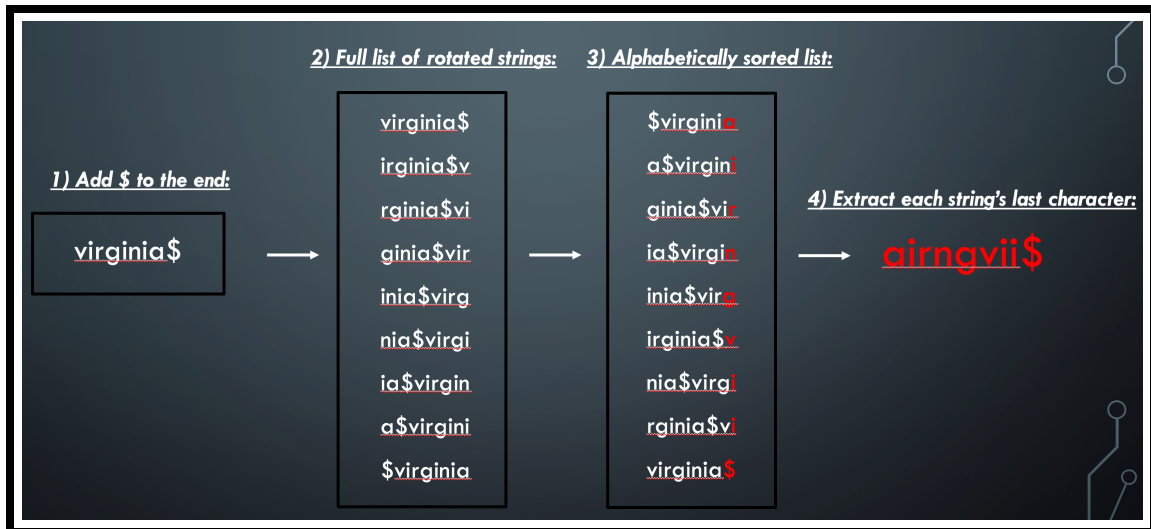 1) Add $ to the end:
virginia$
2) Full list of rotated strings:
virginia$
irginia$v
rginia$vi
ginia$vir
inia$virg
nia$virgi
ia$virgin
a$virgini
$virginia
3) Alphabetically sorted list:
$virginia
a$virgini
ginia$vir
ia$virgin
inia$virg
irginia$v
nia$virgi
rginia$vi
virginia$
4) Extract each string's last character:
airngvii$